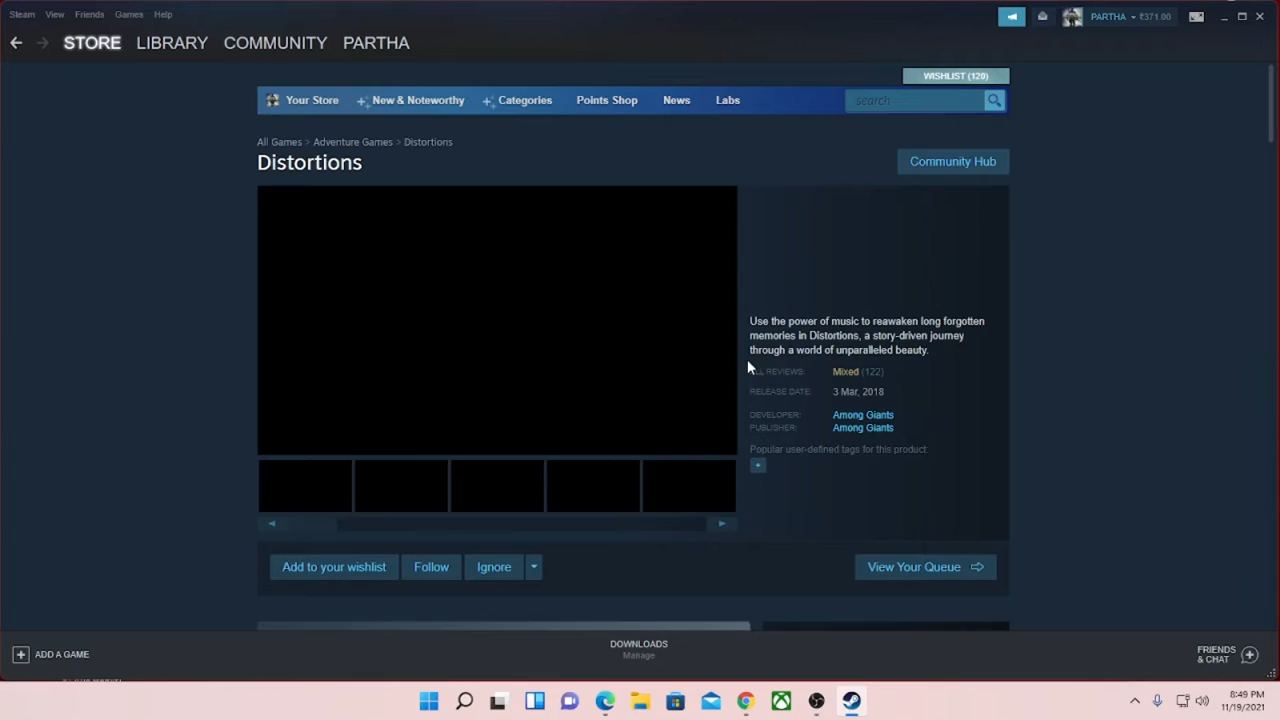 Steam View Friends Games Help
PARTHA ₹371.00
STORE LIBRARY COMMUNITY PARTHA
WISHLIST (120)
Your Store New & Noteworthy Categories Points Shop News Labs search
All Games > Adventure Games > Distortions
Distortions
Community Hub
Use the power of music to reawaken long forgotten
memories in Distortions, a story-driven journey
through a world of unparalleled beauty.
ALL REVIEWS: Mixed (122)
RELEASE DATE: 3 Mar, 2018
DEVELOPER: Among Giants
PUBLISHER: Among Giants
Popular user-defined tags for this product:
+
Add to your wishlist Follow Ignore View Your Queue
DOWNLOADS
Manage
ADD A GAME
FRIENDS
& CHAT
8:49 PM
11/19/2021